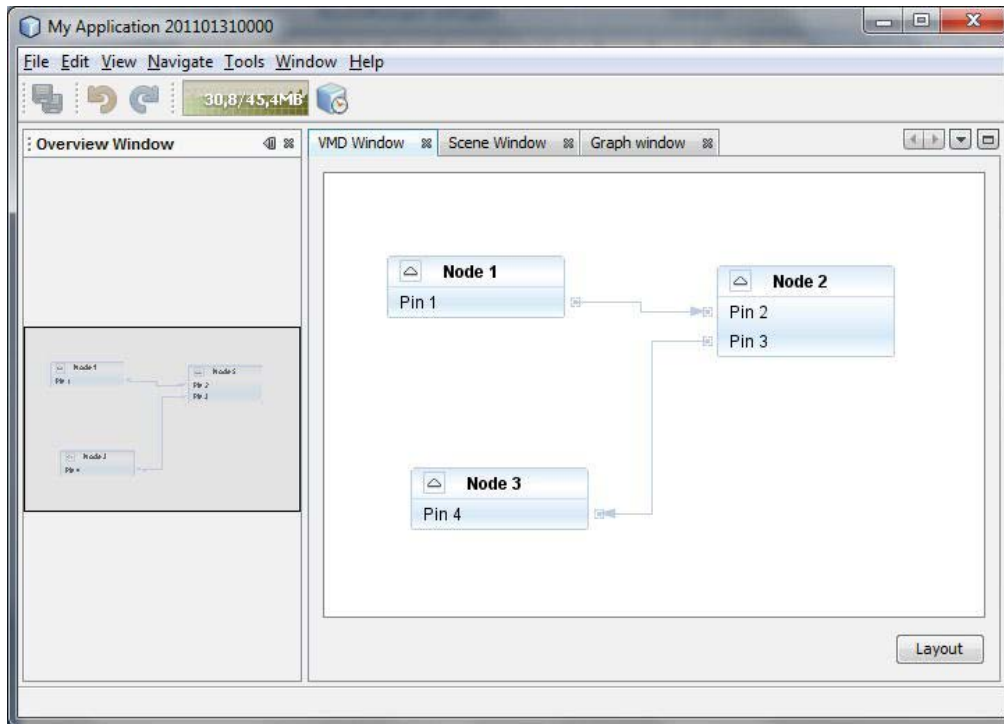 My Application 201101310000
File Edit View Navigate Tools Window Help
30,8/45,4MB
Overview Window
VMD Window Scene Window Graph window
Node 1
Pin 1
Node 2
Pin 2
Pin 3
Node 3
Pin 4
Layout